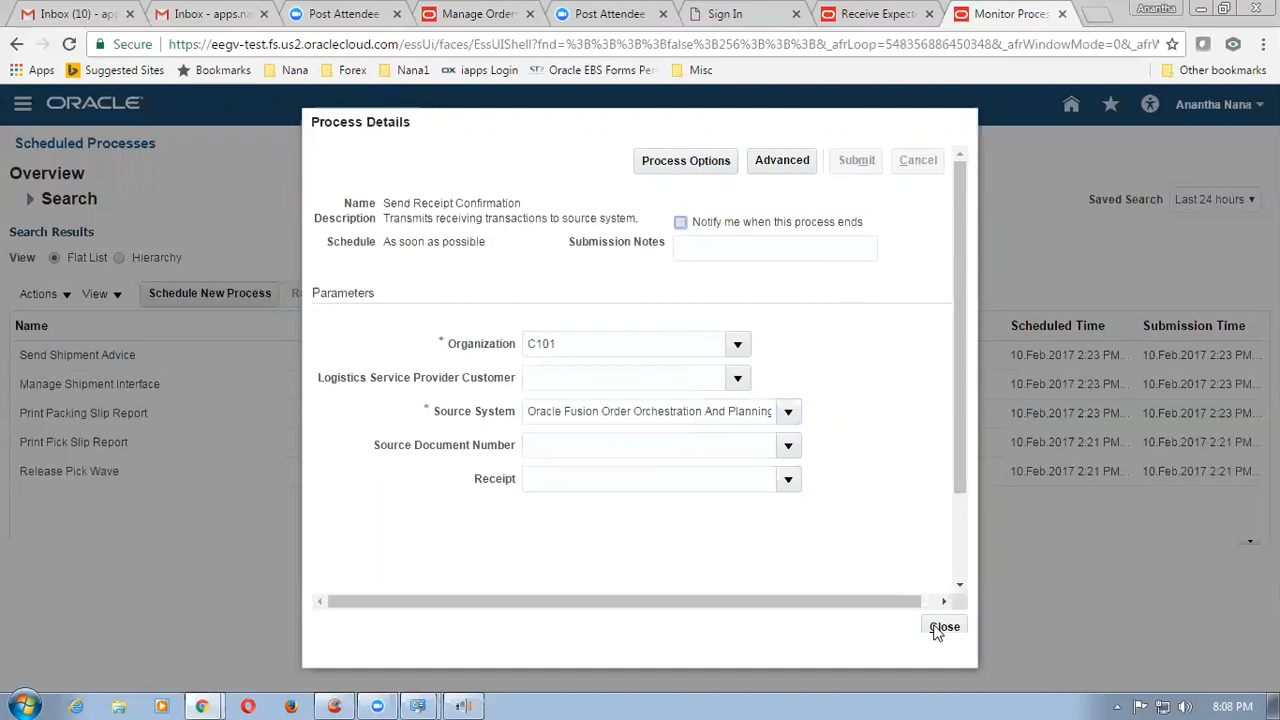 Inbox (10) - ap
Inbox - apps.na
Post Attendee
Manage Order
Post Attendee
Sign In
Receive Expect
Monitor Proces
Anantha
Secure
https://eegv-test.fs.us2.oraclecloud.com/essUi/faces/EssUIShell?fnd=%3B%3B%3B%3Bfalse%3B256%3B%3B%3B&_afrLoop=548356886450348&_afrWindowMode=0&_afrW
Apps
Suggested Sites
Bookmarks
Nana
Forex
Nana1
iapps Login
Oracle EBS Forms Per
Misc
Other bookmarks
ORACLE
Anantha Nana
Scheduled Processes
Overview
Search
Saved Search Last 24 hours
Search Results
View Flat List Hierarchy
Actions View Schedule New Process Re
Name Scheduled Time Submission Time
Send Shipment Advice 10.Feb.2017 2:23 PM... 10.Feb.2017 2:23 PM...
Manage Shipment Interface 10.Feb.2017 2:23 PM... 10.Feb.2017 2:23 PM...
Print Packing Slip Report 10.Feb.2017 2:23 PM... 10.Feb.2017 2:23 PM...
Print Pick Slip Report 10.Feb.2017 2:21 PM... 10.Feb.2017 2:21 PM...
Release Pick Wave 10.Feb.2017 2:21 PM... 10.Feb.2017 2:21 PM...
Process Details
Process Options Advanced Submit Cancel
Name Send Receipt Confirmation
Description Transmits receiving transactions to source system.
Notify me when this process ends
Schedule As soon as possible
Submission Notes
Parameters
* Organization C101
Logistics Service Provider Customer
* Source System Oracle Fusion Order Orchestration And Planning
Source Document Number
Receipt
Close
8:08 PM